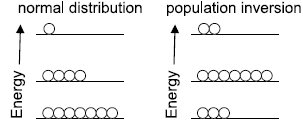 normal distribution
population inversion
Energy
Energy